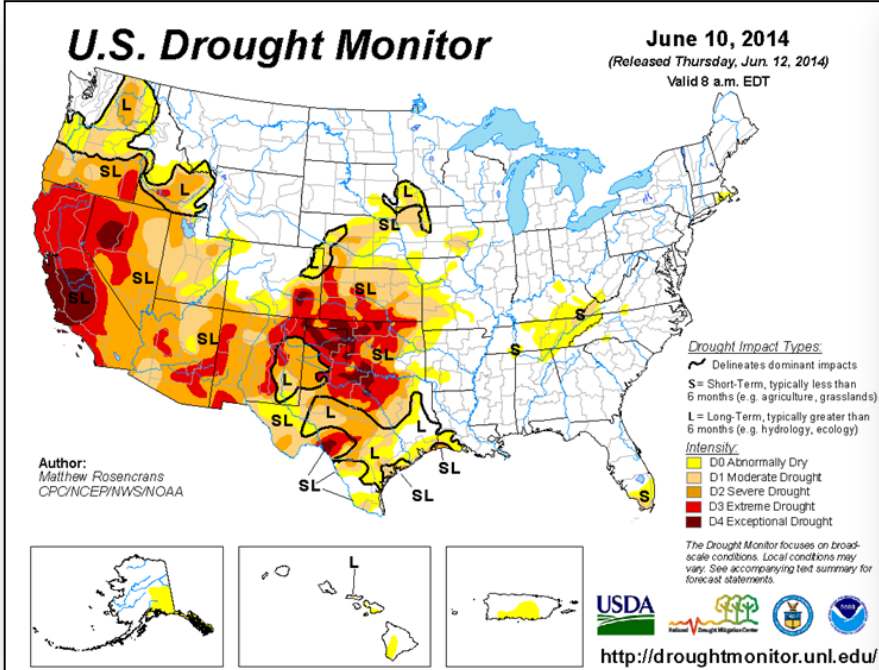 U.S. Drought Monitor
June 10, 2014
(Released Thursday, Jun. 12, 2014)
Valid 8 a.m. EDT
L
SL
L
L
SL
L
SL
SL
SL
SL
SL
S
S
L
SL
L
L
L
SL
SL
SL
S
Author:
Matthew Rosencrans
CPC/NCEP/NWS/NOAA
Drought Impact Types:
Delineates dominant impacts
S = Short-Term, typically less than
6 months (e.g. agriculture, grasslands)
L = Long-Term, typically greater than
6 months (e.g. hydrology, ecology)
Intensity:
D0 Abnormally Dry
D1 Moderate Drought
D2 Severe Drought
D3 Extreme Drought
D4 Exceptional Drought
The Drought Monitor focuses on broad-
scale conditions. Local conditions may
vary. See accompanying text summary for
forecast statements.
L
USDA
National Drought Mitigation Center
NOAA
http://droughtmonitor.unl.edu/